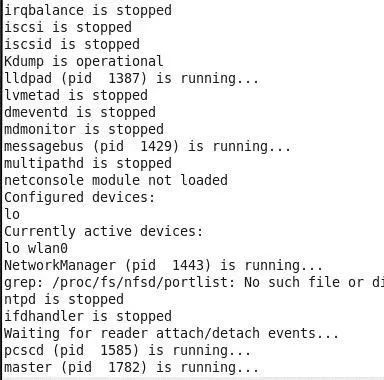 irqbalance is stopped
iscsi is stopped
iscsid is stopped
Kdump is operational
lldpad (pid  1387) is running...
lvmetad is stopped
dmeventd is stopped
mdmonitor is stopped
messagebus (pid  1429) is running...
multipathd is stopped
netconsole module not loaded
Configured devices:
lo
Currently active devices:
lo wlan0
NetworkManager (pid  1443) is running...
grep: /proc/fs/nfsd/portlist: No such file or di
ntpd is stopped
ifdhandler is stopped
Waiting for reader attach/detach events...
pcscd (pid  1585) is running...
master (pid  1782) is running...